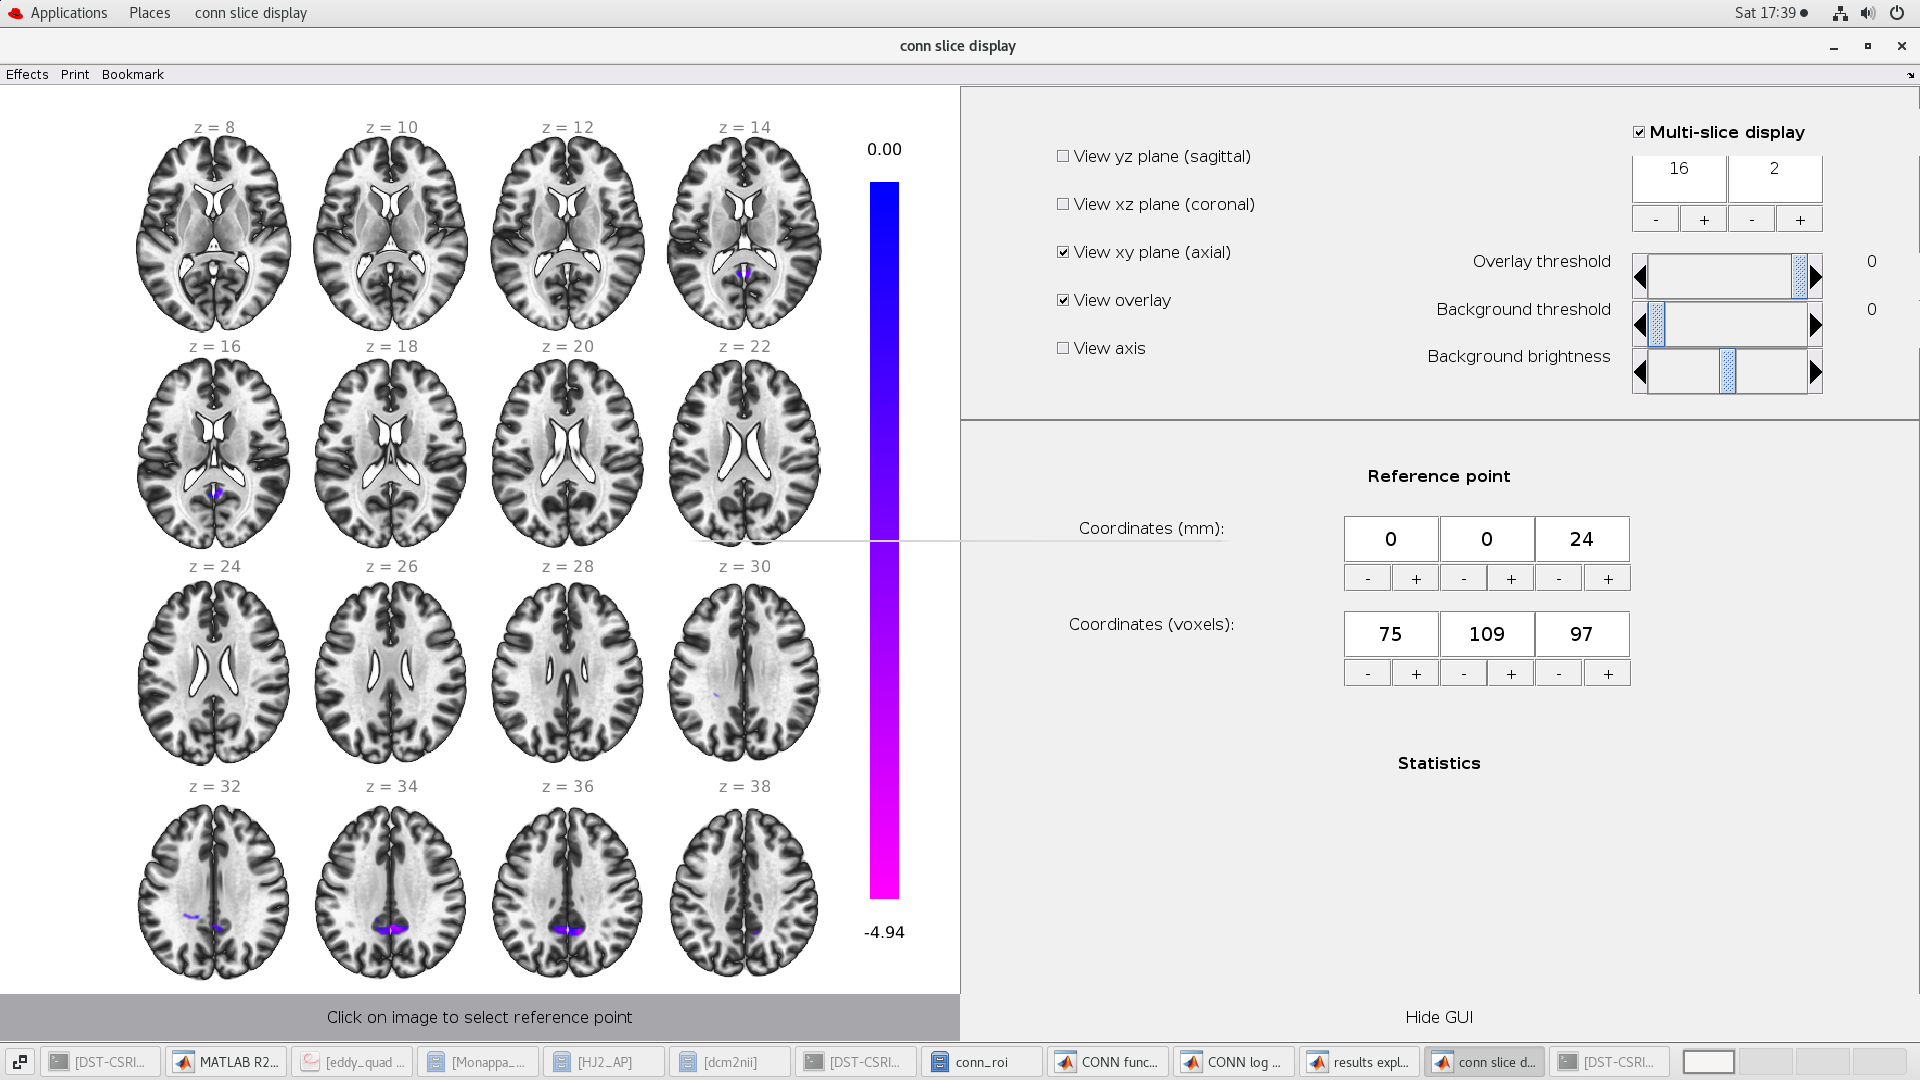 Applications Places conn slice display Sat 17:39
conn slice display
Effects Print Bookmark
z = 8 z = 10 z = 12 z = 14
0.00
z = 16 z = 18 z = 20 z = 22
z = 24 z = 26 z = 28 z = 30
z = 32 z = 34 z = 36 z = 38
-4.94
Click on image to select reference point
View yz plane (sagittal)
View xz plane (coronal)
View xy plane (axial)
View overlay
View axis
Multi-slice display
16 2
- + - +
Overlay threshold 0
Background threshold 0
Background brightness
Reference point
Coordinates (mm): 0 0 24
- + - + - +
Coordinates (voxels): 75 109 97
- + - + - +
Statistics
Hide GUI
[DST-CSRI... MATLAB R2... [eddy_quad ... [Monappa_... [HJ2_AP] [dcm2nii] [DST-CSRI... conn_roi CONN func... CONN log ... results expl... conn slice d... [DST-CSRI...